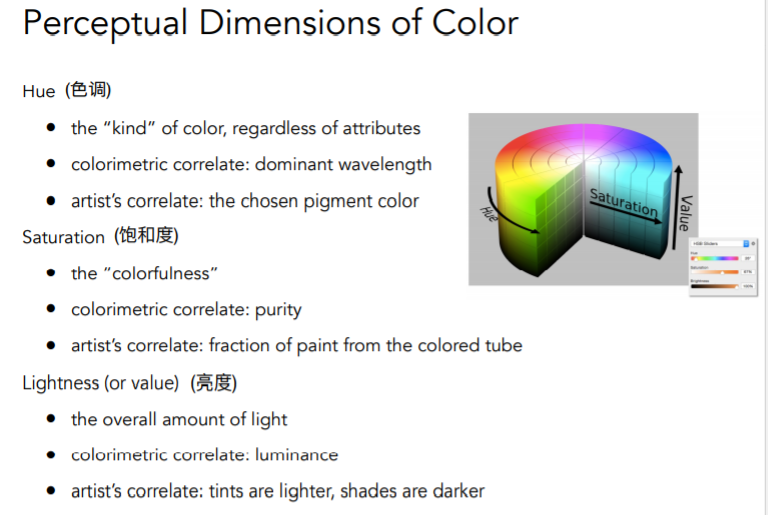 Perceptual Dimensions of Color
Hue (色调)
● the “kind” of color, regardless of attributes
● colorimetric correlate: dominant wavelength
● artist’s correlate: the chosen pigment color
Saturation (饱和度)
● the “colorfulness”
● colorimetric correlate: purity
● artist’s correlate: fraction of paint from the colored tube
Lightness (or value) (亮度)
● the overall amount of light
● colorimetric correlate: luminance
● artist’s correlate: tints are lighter, shades are darker
Hue
Saturation
Value
HSB Sliders
Hue
Saturation
Brightness
100%